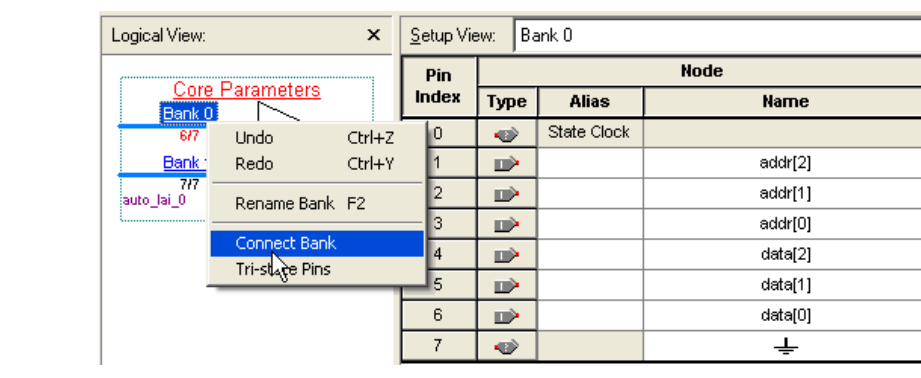 Logical View:
Core Parameters
Bank 0
6/7
Bank
7/7
auto_lai_0
Undo Ctrl+Z
Redo Ctrl+Y
Rename Bank F2
Connect Bank
Tri-state Pins
Setup View: Bank 0
Pin Index Node
Type Alias Name
0 State Clock
1 addr[2]
2 addr[1]
3 addr[0]
4 data[2]
5 data[1]
6 data[0]
7